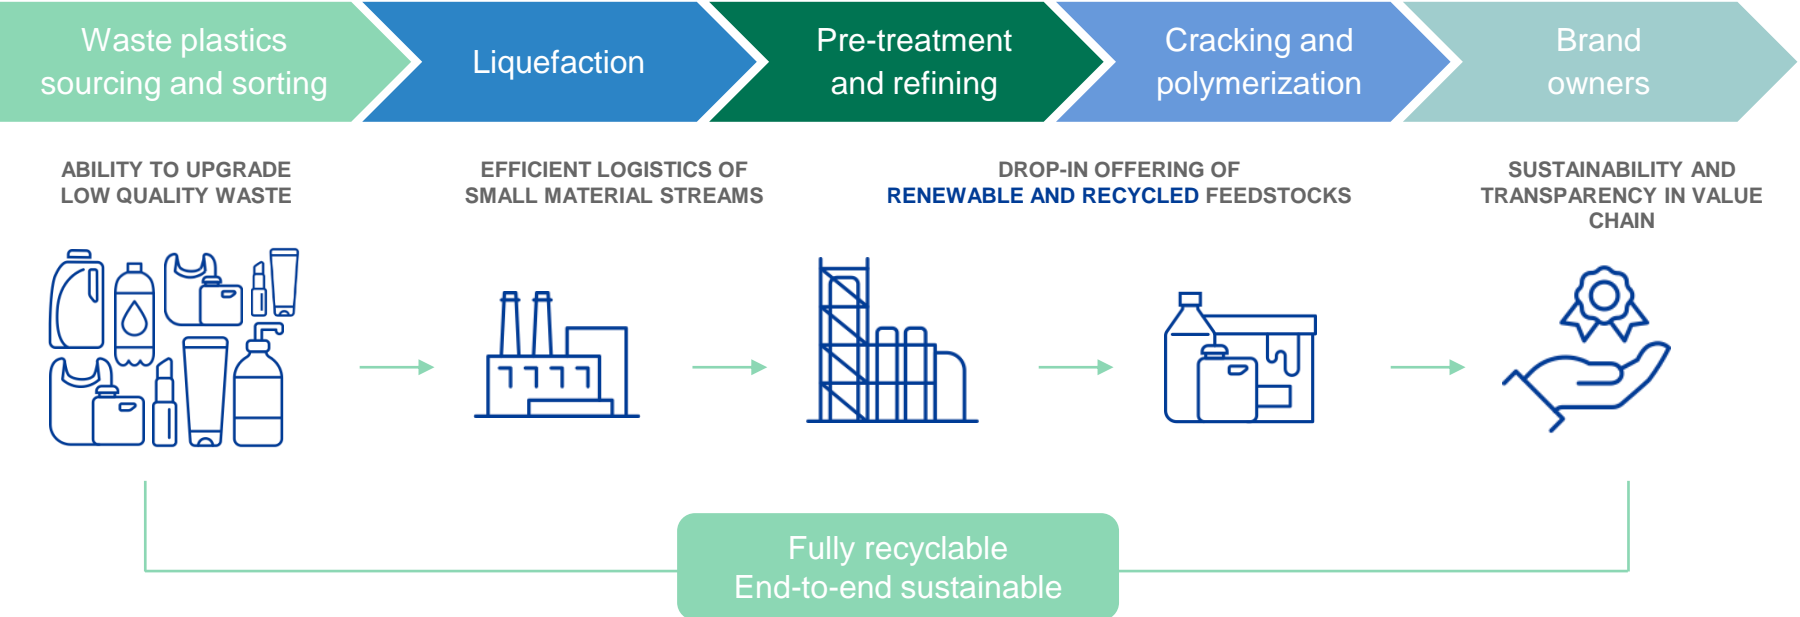 Waste plastics
sourcing and sorting
Liquefaction
Pre-treatment
and refining
Cracking and
polymerization
Brand
owners
ABILITY TO UPGRADE
LOW QUALITY WASTE
EFFICIENT LOGISTICS OF
SMALL MATERIAL STREAMS
DROP-IN OFFERING OF
RENEWABLE AND RECYCLED FEEDSTOCKS
SUSTAINABILITY AND
TRANSPARENCY IN VALUE
CHAIN
Fully recyclable
End-to-end sustainable